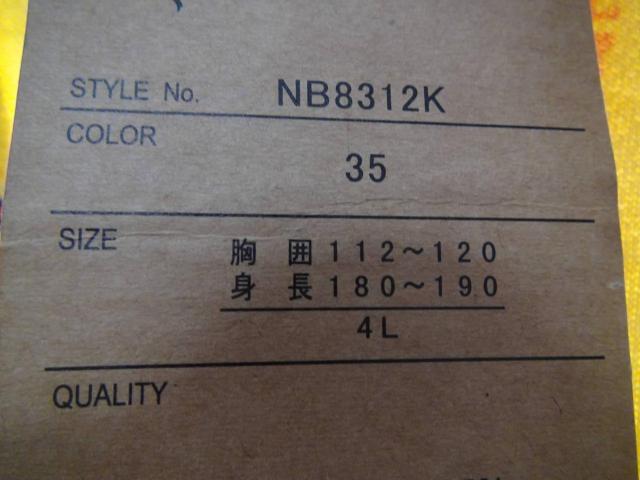 STYLE No. NB8312K
COLOR
35
SIZE
胸 囲 112~120
身 長 180~190
4L
QUALITY